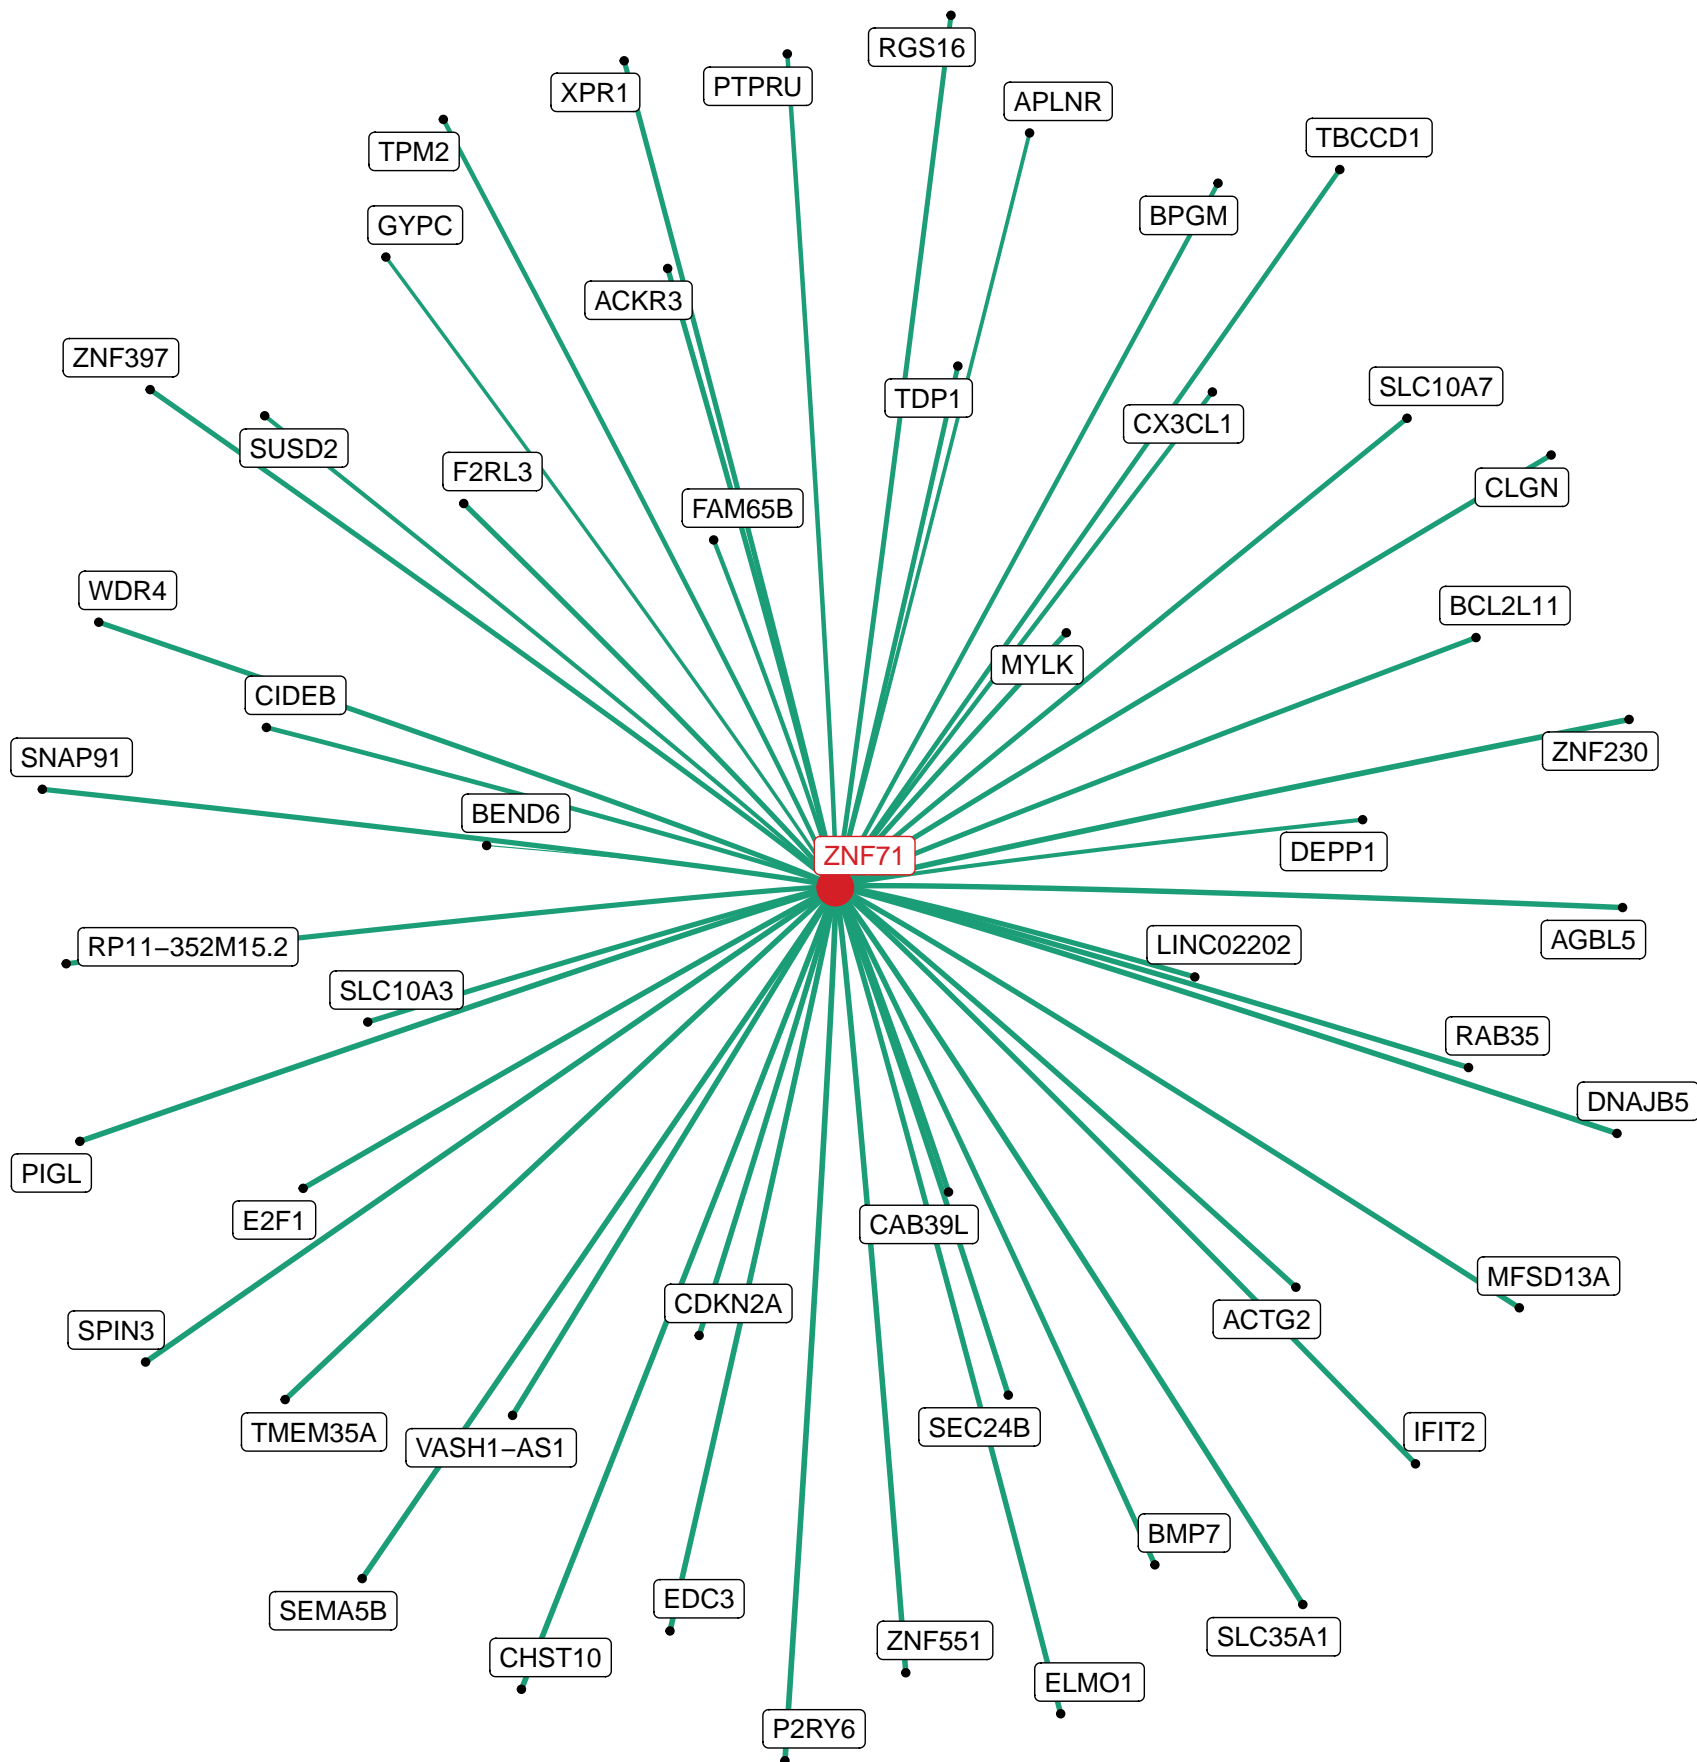 RGS16
XPR1
PTPRU
APLNR
TBCCD1
TPM2
BPGM
GYPC
ACKR3
ZNF397
SLC10A7
TDP1
CX3CL1
SUSD2
F2RL3
CLGN
FAM65B
WDR4
BCL2L11
MYLK
CIDEB
SNAP91
ZNF230
BEND6
DEPP1
ZNF71
AGBL5
LINC02202
RP11−352M15.2
SLC10A3
RAB35
DNAJB5
PIGL
E2F1
CAB39L
MFSD13A
CDKN2A
ACTG2
SPIN3
SEC24B
TMEM35A
IFIT2
VASH1−AS1
BMP7
EDC3
SEMA5B
SLC35A1
ZNF551
CHST10
ELMO1
P2RY6